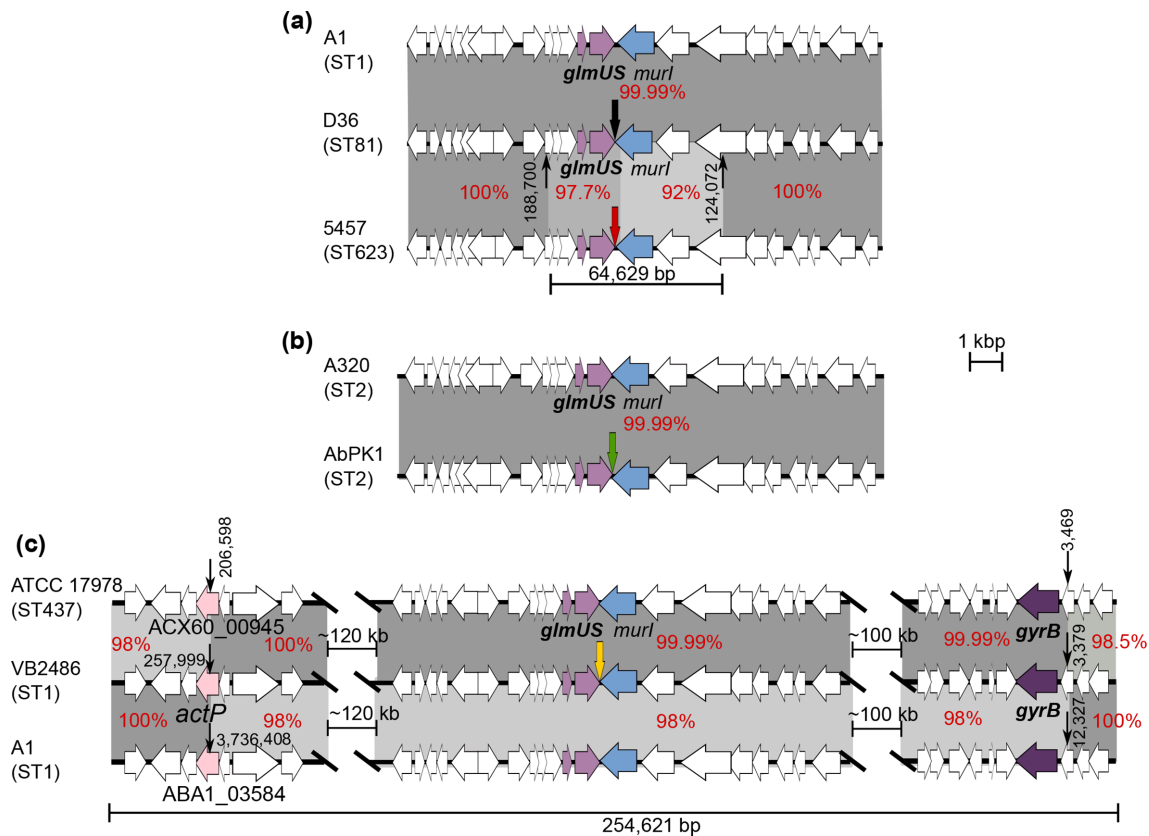 (a)
A1
(ST1)
glmUS murI
99.99%
D36
(ST81)
glmUS murI
100%
188,700
97.7%
92%
124,072
100%
5457
(ST623)
64,629 bp
(b)
1 kbp
A320
(ST2)
glmUS murI
99.99%
AbPK1
(ST2)
(c)
206,598
3,469
ATCC 17978
(ST437)
ACX60_00945
98%
100%
~120 kb
glmUS murI
99.99%
~100 kb
99.99%
gyrB
98.5%
257,999
3,379
VB2486
(ST1)
actP
100%
98%
~120 kb
98%
~100 kb
98%
gyrB
100%
3,736,408
12,327
A1
(ST1)
ABA1_03584
254,621 bp